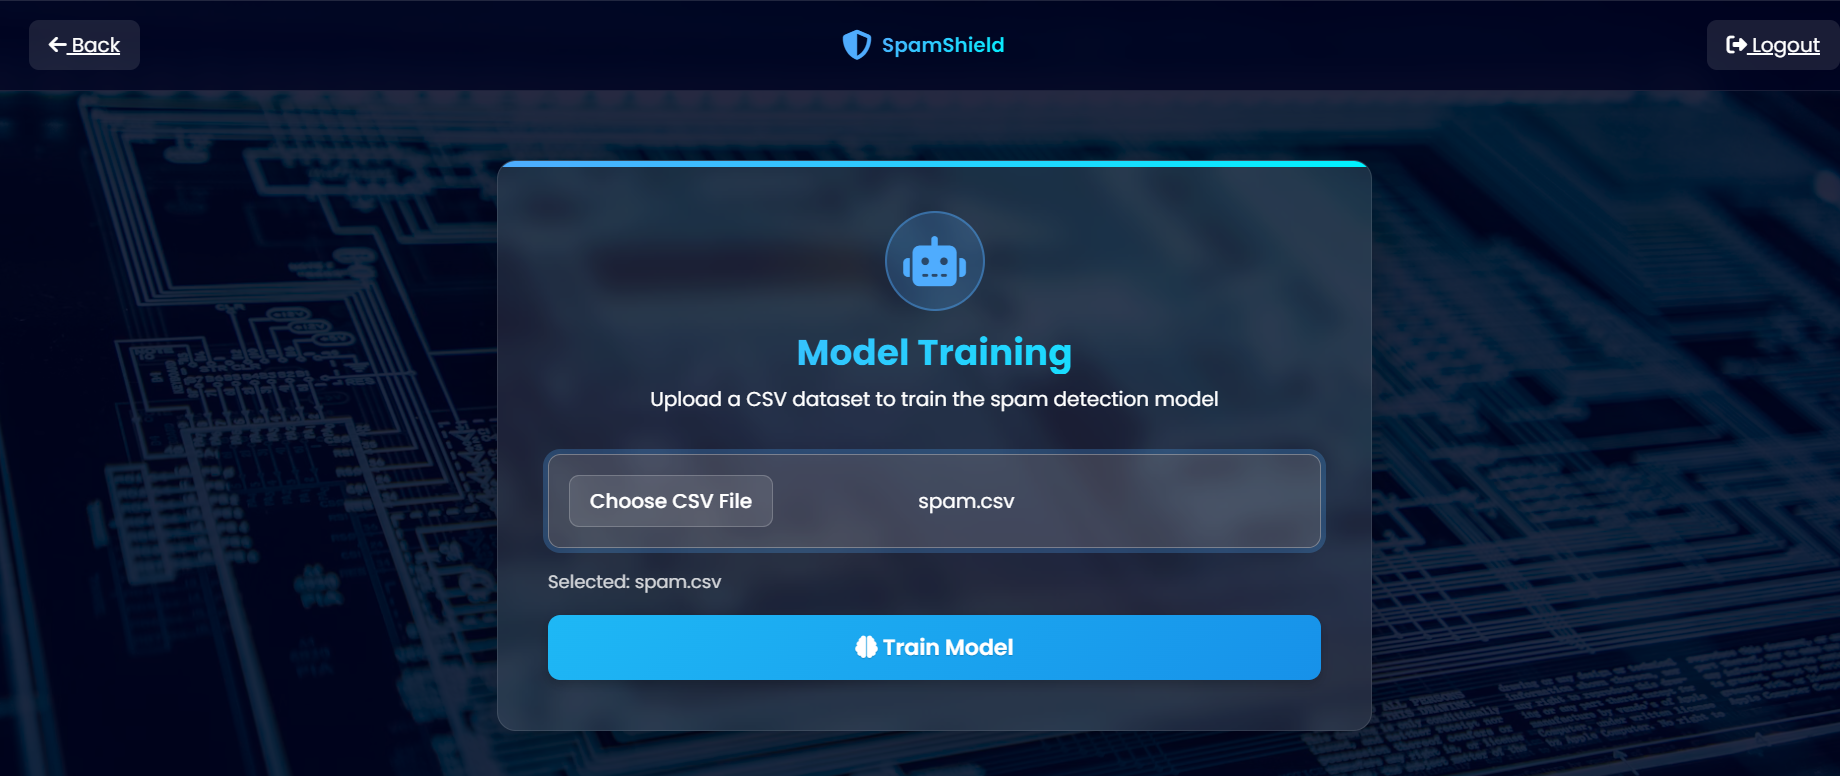 Back
SpamShield
Logout
Model Training
Upload a CSV dataset to train the spam detection model
Choose CSV File
spam.csv
Selected: spam.csv
Train Model